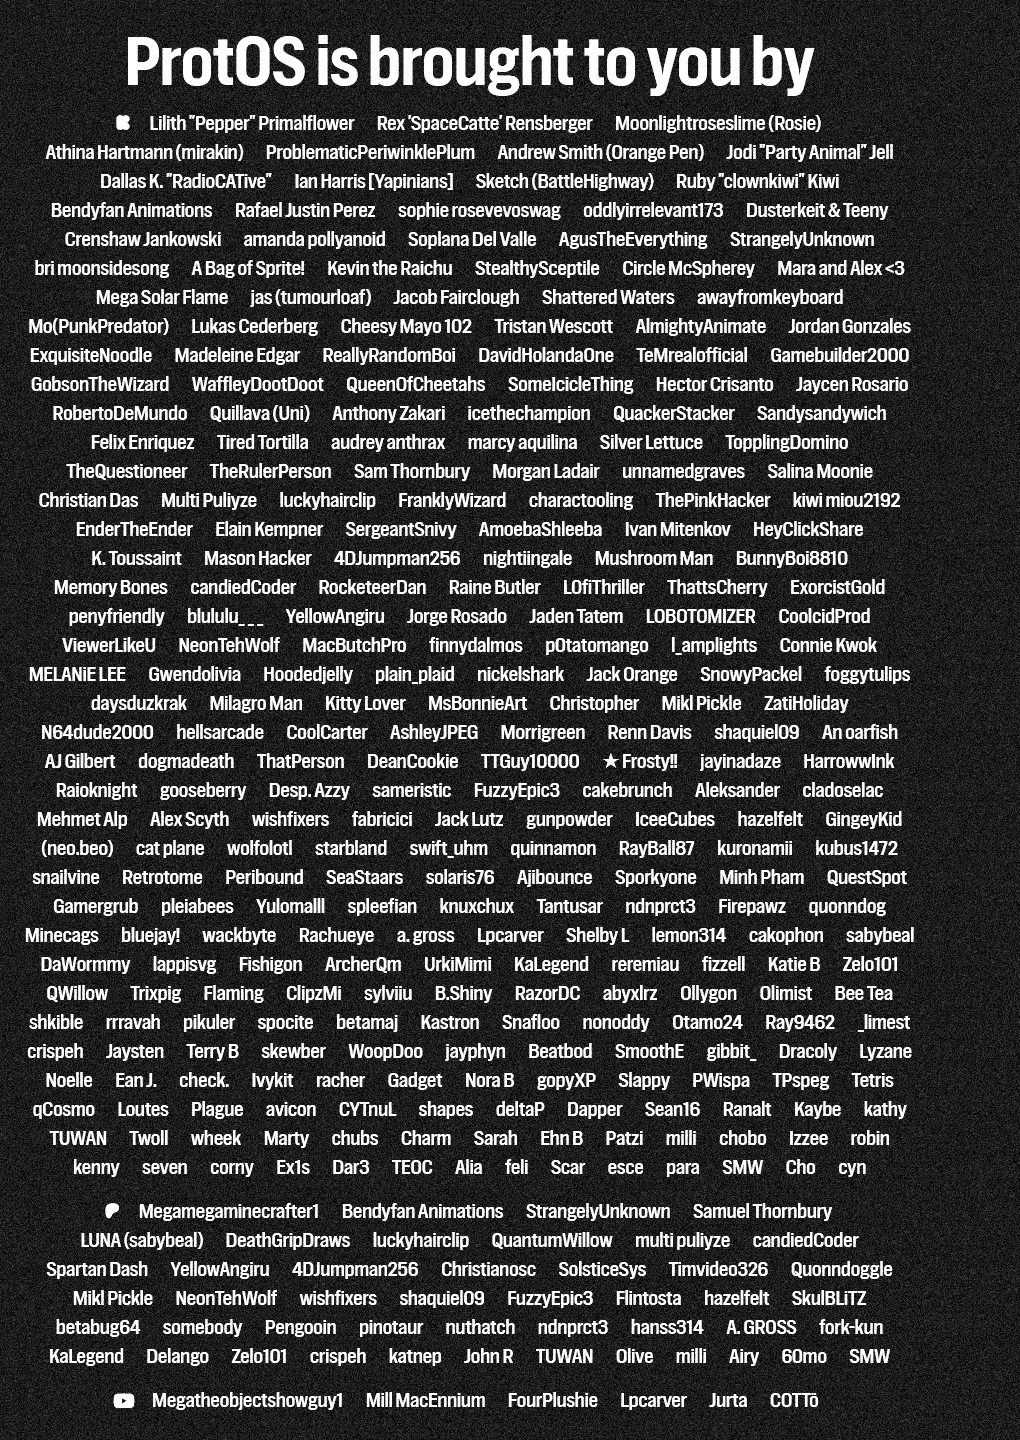 ProtOS is brought to you by
Lilith "Pepper" Primalflower Rex 'SpaceCatte' Rensberger Moonlightroseslime (Rosie)
Athina Hartmann (mirakin) ProblematicPeriwinklePlum Andrew Smith (Orange Pen) Jodi "Party Animal" Jell
Dallas K. "RadioCATive" Ian Harris [Yapinians] Sketch (BattleHighway) Ruby "clownkiwi" Kiwi
Bendyfan Animations Rafael Justin Perez sophie rosevevoswag oddlyirrelevant173 Dusterkeit & Teeny
Crenshaw Jankowski amanda pollyanoid Soplana Del Valle AgusTheEverything StrangelyUnknown
bri moonsidesong A Bag of Sprite! Kevin the Raichu StealthySceptile Circle McSpherey Mara and Alex <3
Mega Solar Flame jas (tumourloaf) Jacob Fairclough Shattered Waters awayfromkeyboard
Mo(PunkPredator) Lukas Cederberg Cheesy Mayo 102 Tristan Wescott AlmightyAnimate Jordan Gonzales
ExquisiteNoodle Madeleine Edgar ReallyRandomBoi DavidHolandaOne TeMrealofficial Gamebuilder2000
GobsonTheWizard WaffleyDootDoot QueenOfCheetahs SomeIcicleThing Hector Crisanto Jaycen Rosario
RobertoDeMundo Quillava (Uni) Anthony Zakari icethechampion QuackerStacker Sandysandywich
Felix Enriquez Tired Tortilla audrey anthrax marcy aquilina Silver Lettuce TopplingDomino
TheQuestioneer TheRulerPerson Sam Thornbury Morgan Ladair unnamedgraves Salina Moonie
Christian Das Multi Puliyze luckyhairclip FranklyWizard charactooling ThePinkHacker kiwi miou2192
EnderTheEnder Elain Kempner SergeantSnivy AmoebaShleeba Ivan Mitenkov HeyClickShare
K. Toussaint Mason Hacker 4DJumpman256 nightiingale Mushroom Man BunnyBoi8810
Memory Bones candiedCoder RocketeerDan Raine Butler L0fiThriller ThattsCherry ExorcistGold
penyfriendly blululu___ YellowAngiru Jorge Rosado Jaden Tatem LOBOTOMIZER CoolcidProd
ViewerLikeU NeonTehWolf MacButchPro finnydalmos p0tatomango l_amplights Connie Kwok
MELANiE LEE Gwendolivia Hoodedjelly plain_plaid nickelshark Jack Orange SnowyPackel foggytulips
daysduzkrak Milagro Man Kitty Lover MsBonnieArt Christopher Mikl Pickle ZatiHoliday
N64dude2000 hellsarcade CoolCarter AshleyJPEG Morrigreen Renn Davis shaquiel09 An oarfish
AJ Gilbert dogmadeath ThatPerson DeanCookie TTGuy10000 ★ Frosty!! jayinadaze HarrowwInk
Raioknight gooseberry Desp. Azzy sameristic FuzzyEpic3 cakebrunch Aleksander cladoselac
Mehmet Alp Alex Scyth wishfixers fabricici Jack Lutz gunpowder IceeCubes hazelfelt GingeyKid
(neo.beo) cat plane wolfolotl starbland swift_uhm quinnamon RayBall87 kuronamii kubus1472
snailvine Retrotome Peribound SeaStaars solaris76 Ajibounce Sporkyone Minh Pham QuestSpot
Gamergrub pleiabees Yulomalll spleefian knuxchux Tantusar ndnprct3 Firepawz quonndog
Minecags bluejay! wackbyte Rachueye a. gross Lpcarver Shelby L lemon314 cakophon sabybeal
DaWormmy lappisvg Fishigon ArcherQm UrkiMimi KaLegend reremiau fizzell Katie B Zelo101
QWillow Trixpig Flaming ClipzMi sylviiu B.Shiny RazorDC abyxlrz Ollygon Olimist Bee Tea
shkible rrravah pikuler spocite betamaj Kastron Snafloo nonoddy Otamo24 Ray9462 _limest
crispeh Jaysten Terry B skewber WoopDoo jayphyn Beatbod SmoothE gibbit_ Dracoly Lyzane
Noelle Ean J. check. Ivykit racher Gadget Nora B gopyXP Slappy PWispa TPspeg Tetris
qCosmo Loutes Plague avicon CYTnuL shapes deltaP Dapper Sean16 Ranalt Kaybe kathy
TUWAN Twoll wheek Marty chubs Charm Sarah Ehn B Patzi milli chobo Izzee robin
kenny seven corny Ex1s Dar3 TEOC Alia feli Scar esce para SMW Cho cyn
Megamegaminecrafter1 Bendyfan Animations StrangelyUnknown Samuel Thornbury
LUNA (sabybeal) DeathGripDraws luckyhairclip QuantumWillow multi puliyze candiedCoder
Spartan Dash YellowAngiru 4DJumpman256 Christianosc SolsticeSys Timvideo326 Quonndoggle
Mikl Pickle NeonTehWolf wishfixers shaquiel09 FuzzyEpic3 Flintosta hazelfelt SkulBLiTZ
betabug64 somebody Pengooin pinotaur nuthatch ndnprct3 hanss314 A. GROSS fork-kun
KaLegend Delango Zelo101 crispeh katnep John R TUWAN Olive milli Airy 60mo SMW
Megatheobjectshowguy1 Mill MacEnnium FourPlushie Lpcarver Jurta COTTō